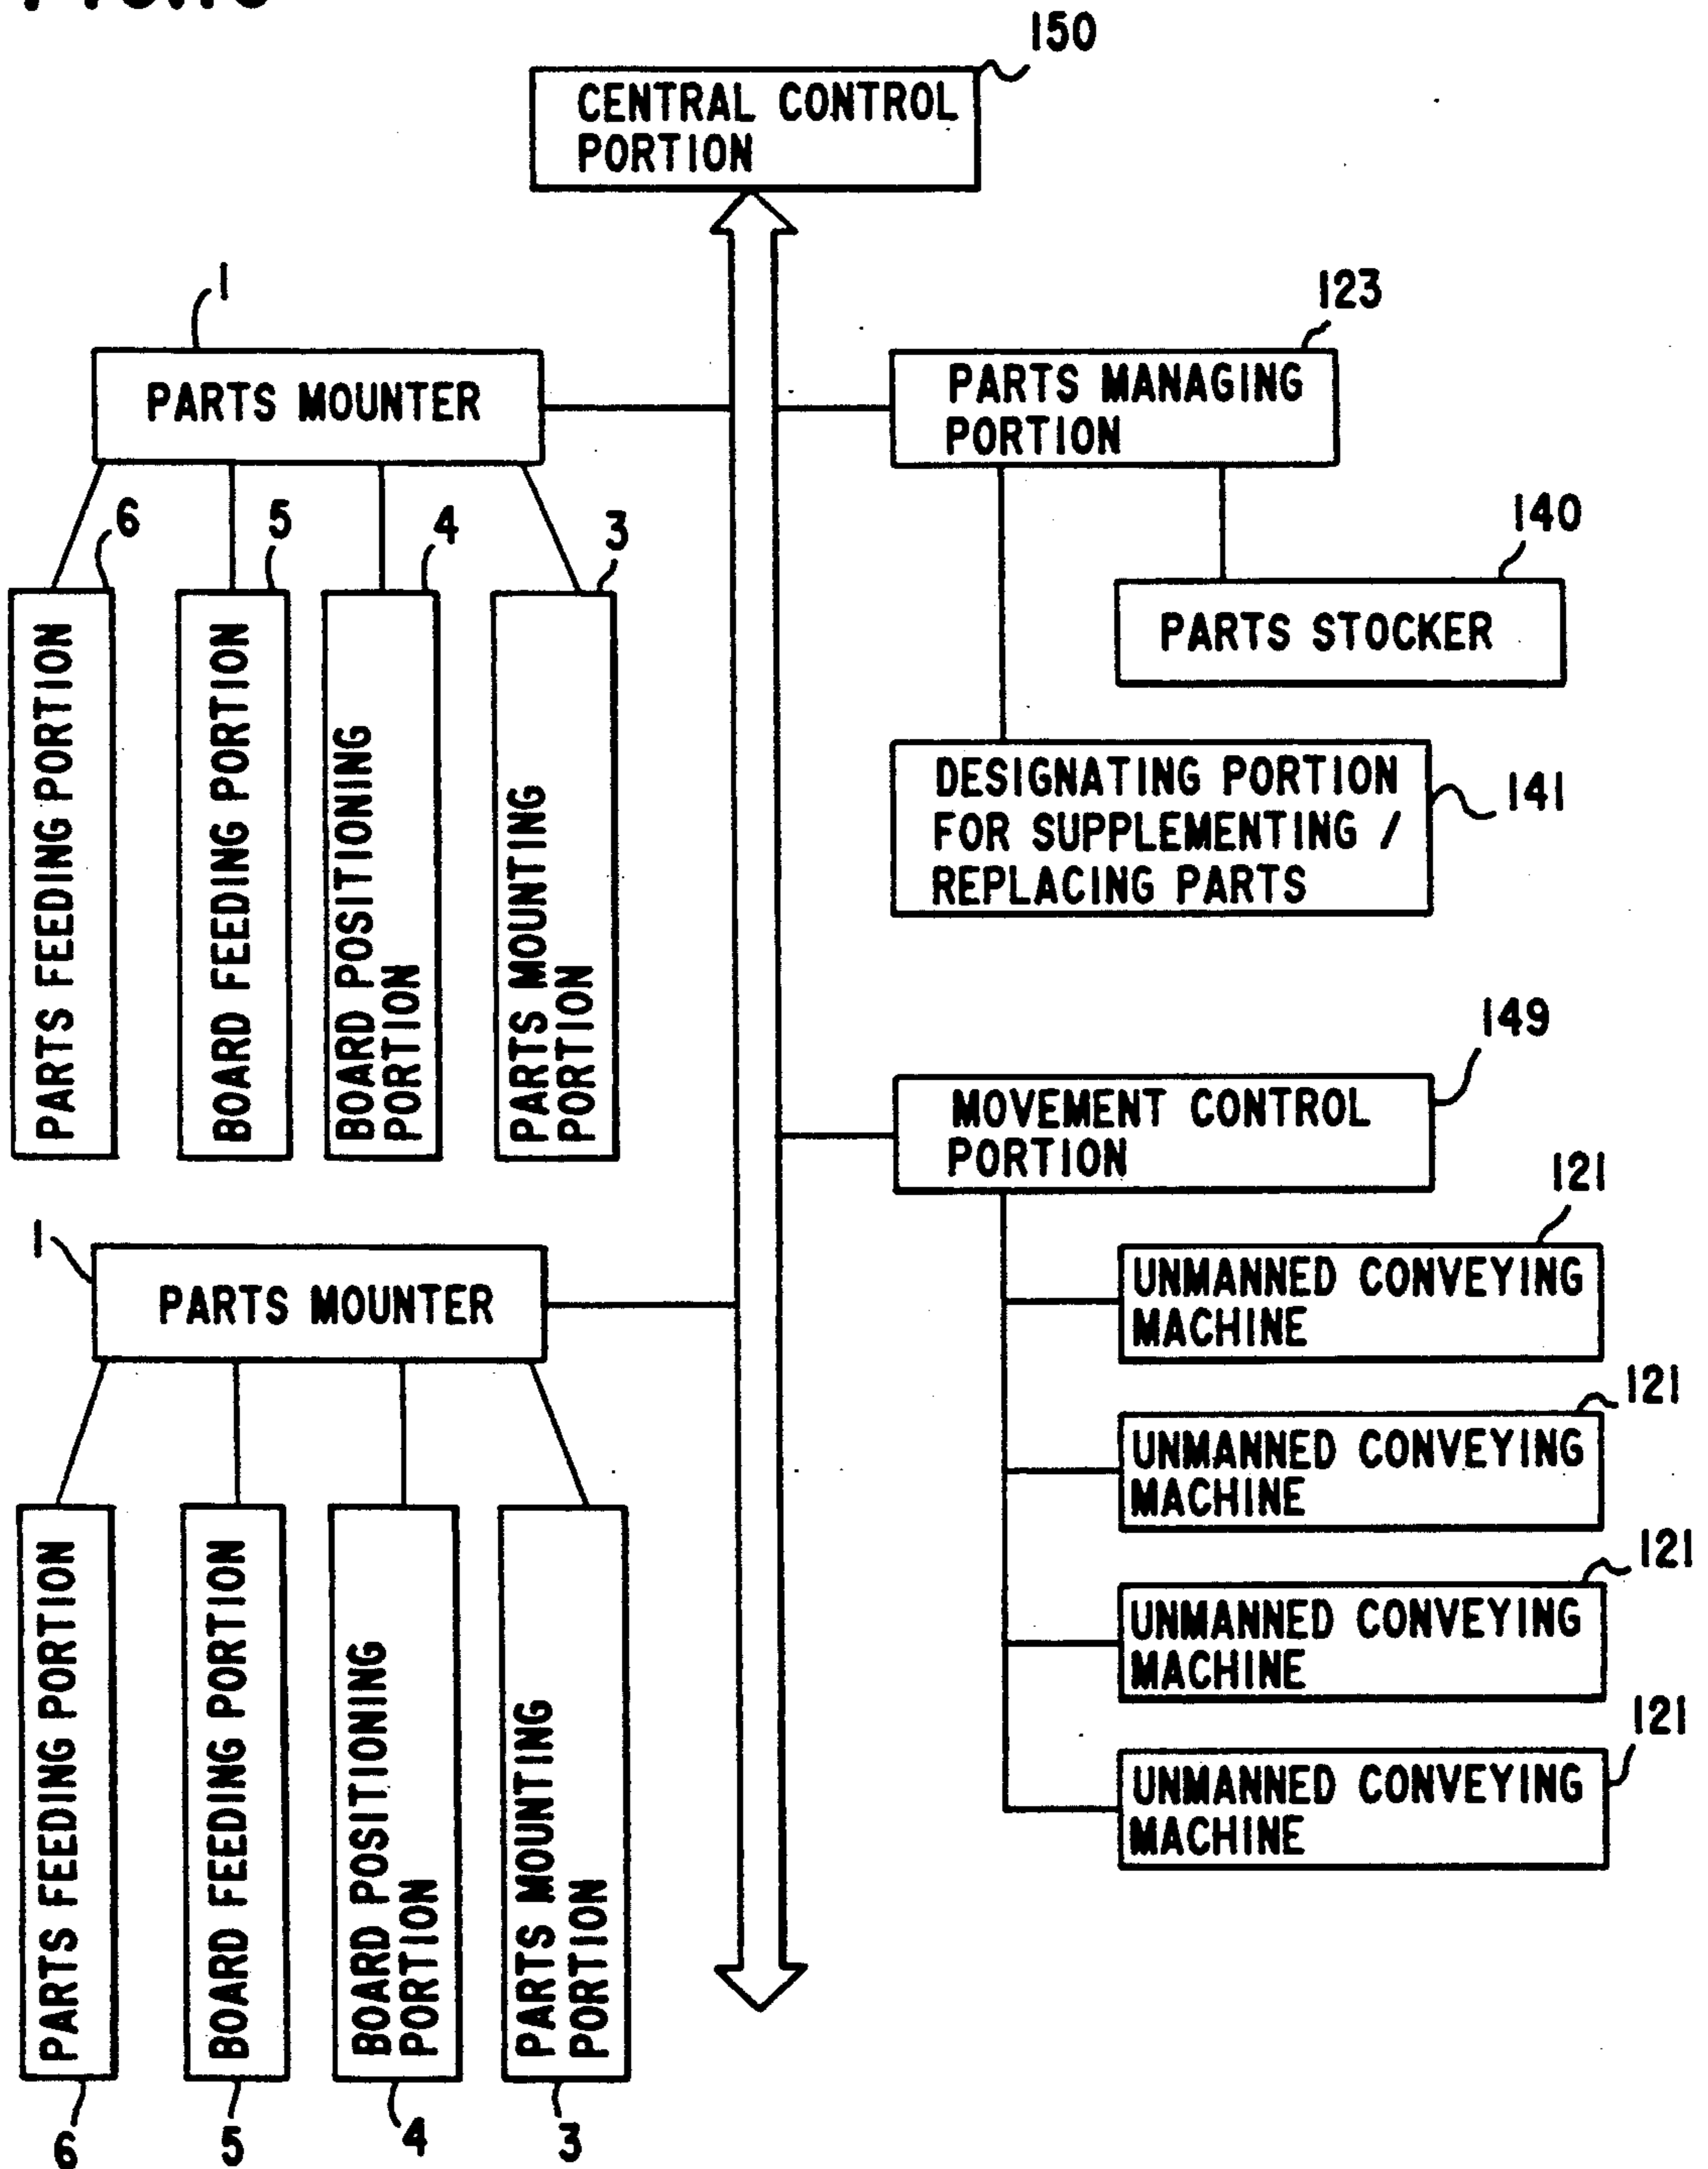 150
CENTRAL CONTROL
PORTION
1
PARTS MOUNTER
123
PARTS MANAGING
PORTION
6
5
4
3
PARTS FEEDING PORTION
BOARD FEEDING PORTION
BOARD POSITIONING
PORTION
PARTS MOUNTING
PORTION
140
PARTS STOCKER
DESIGNATING PORTION
FOR SUPPLEMENTING /
REPLACING PARTS
141
149
MOVEMENT CONTROL
PORTION
121
UNMANNED CONVEYING
MACHINE
121
UNMANNED CONVEYING
MACHINE
121
UNMANNED CONVEYING
MACHINE
121
UNMANNED CONVEYING
MACHINE
1
PARTS MOUNTER
PARTS FEEDING PORTION
BOARD FEEDING PORTION
BOARD POSITIONING
PORTION
PARTS MOUNTING
PORTION
6
5
4
3